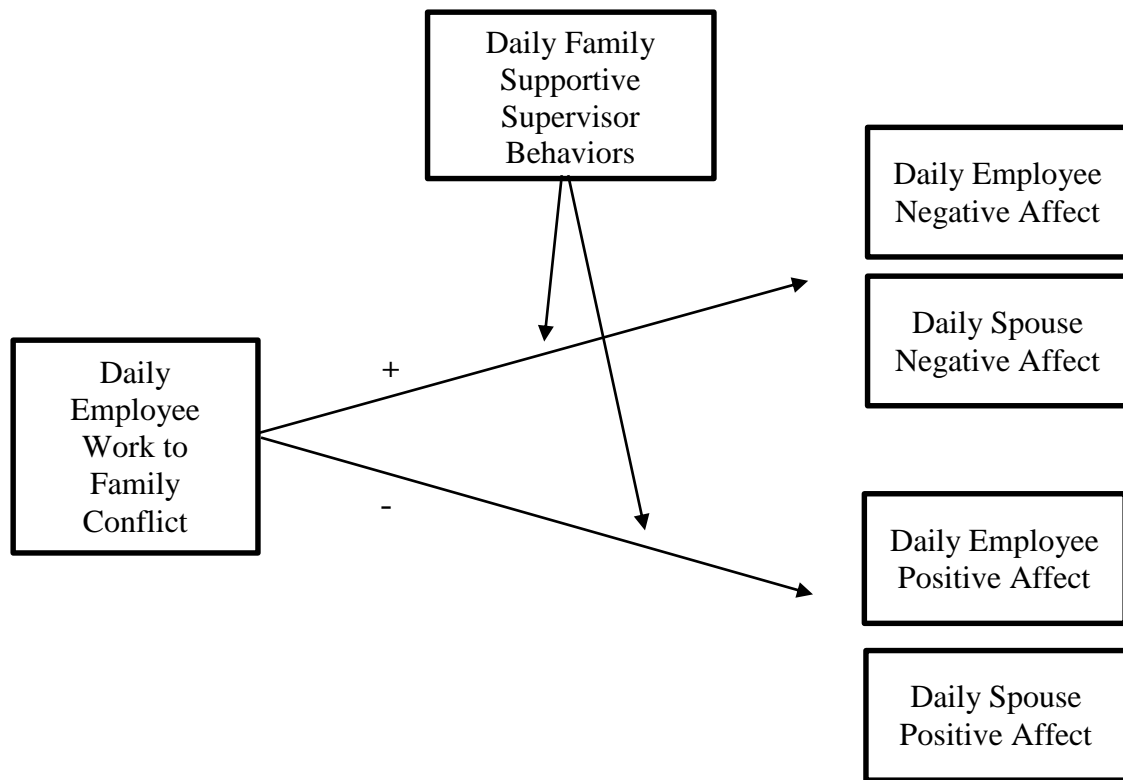 Daily Family
Supportive
Supervisor
Behaviors
Daily Employee
Negative Affect
Daily Spouse
Negative Affect
Daily
Employee
Work to
Family
Conflict
+
-
Daily Employee
Positive Affect
Daily Spouse
Positive Affect